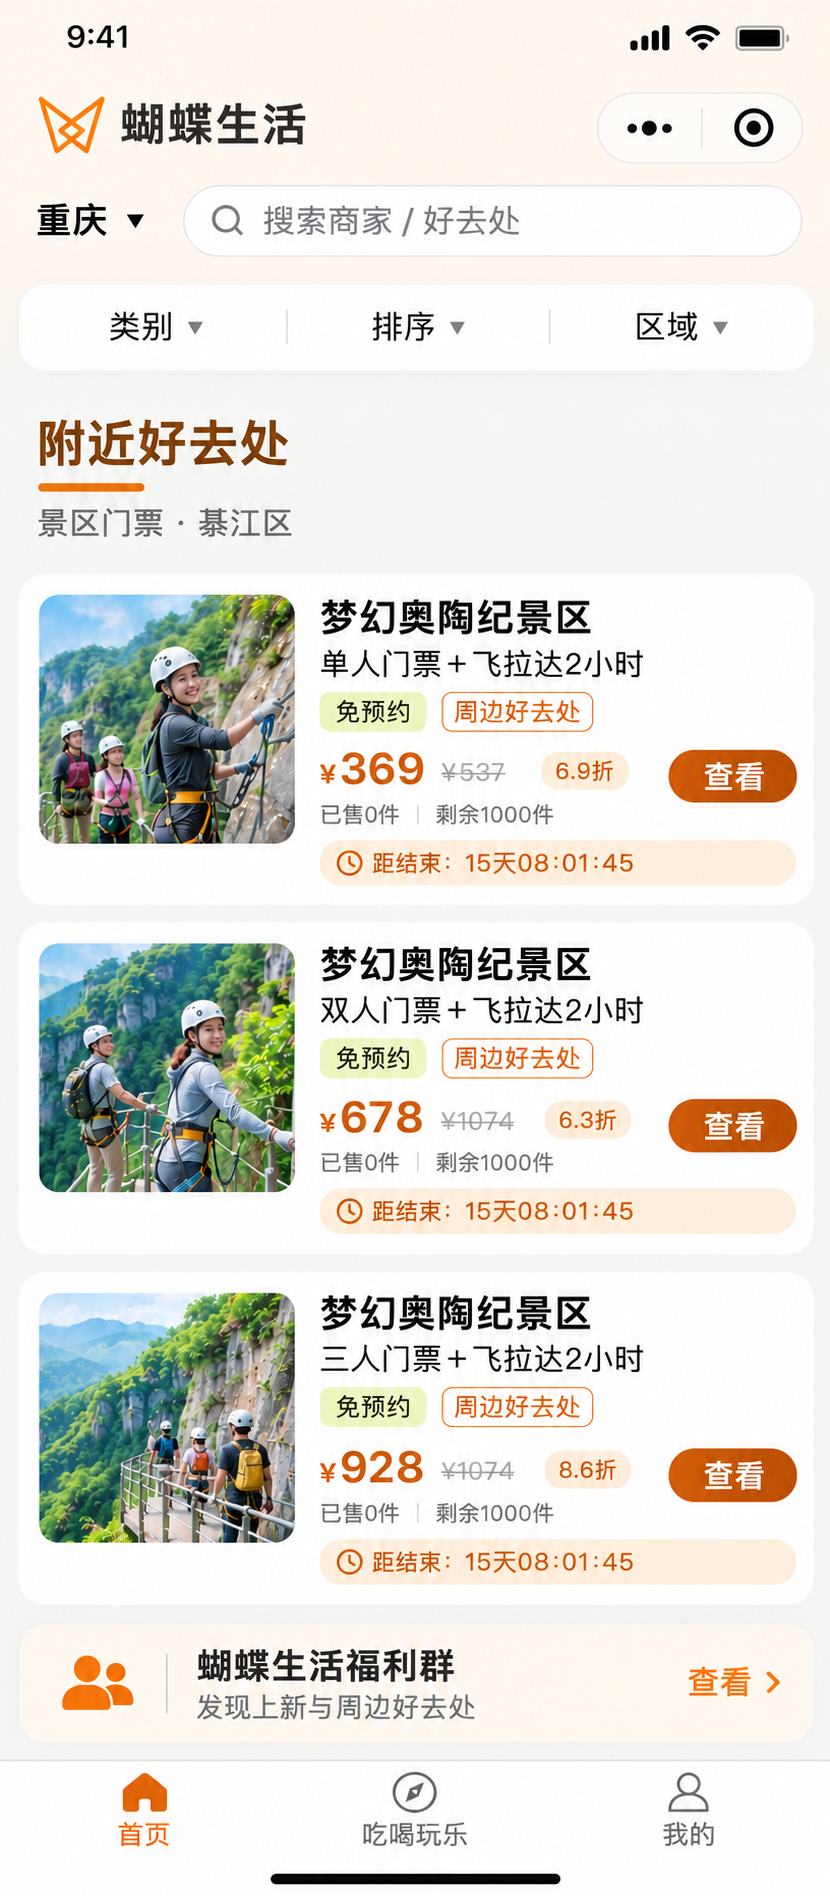 9:41
蝴蝶生活
重庆 ▼ 搜索商家 / 好去处
类别 ▼ 排序 ▼ 区域 ▼
附近好去处
景区门票 · 綦江区
梦幻奥陶纪景区
单人门票＋飞拉达2小时
免预约 周边好去处
¥369 ¥537 6.9折 查看
已售0件 剩余1000件
距结束：15天08:01:45
梦幻奥陶纪景区
双人门票＋飞拉达2小时
免预约 周边好去处
¥678 ¥1074 6.3折 查看
已售0件 剩余1000件
距结束：15天08:01:45
梦幻奥陶纪景区
三人门票＋飞拉达2小时
免预约 周边好去处
¥928 ¥1074 8.6折 查看
已售0件 剩余1000件
距结束：15天08:01:45
蝴蝶生活福利群
发现上新与周边好去处
查看
首页 吃喝玩乐 我的